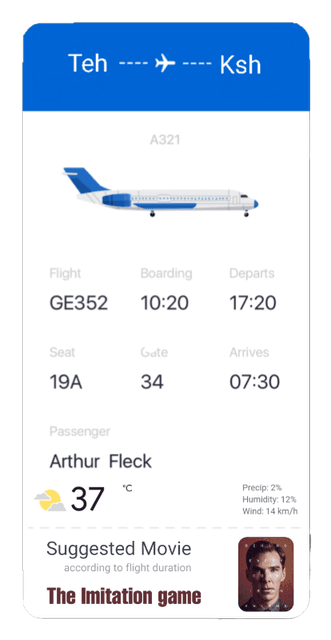 Teh ---- ✈ ---- Ksh
A321
Flight Boarding Departs
GE352 10:20 17:20
Seat Gate Arrives
19A 34 07:30
Passenger
Arthur Fleck
37 °C
Precip: 2%
Humidity: 12%
Wind: 14 km/h
Suggested Movie
according to flight duration
The Imitation game